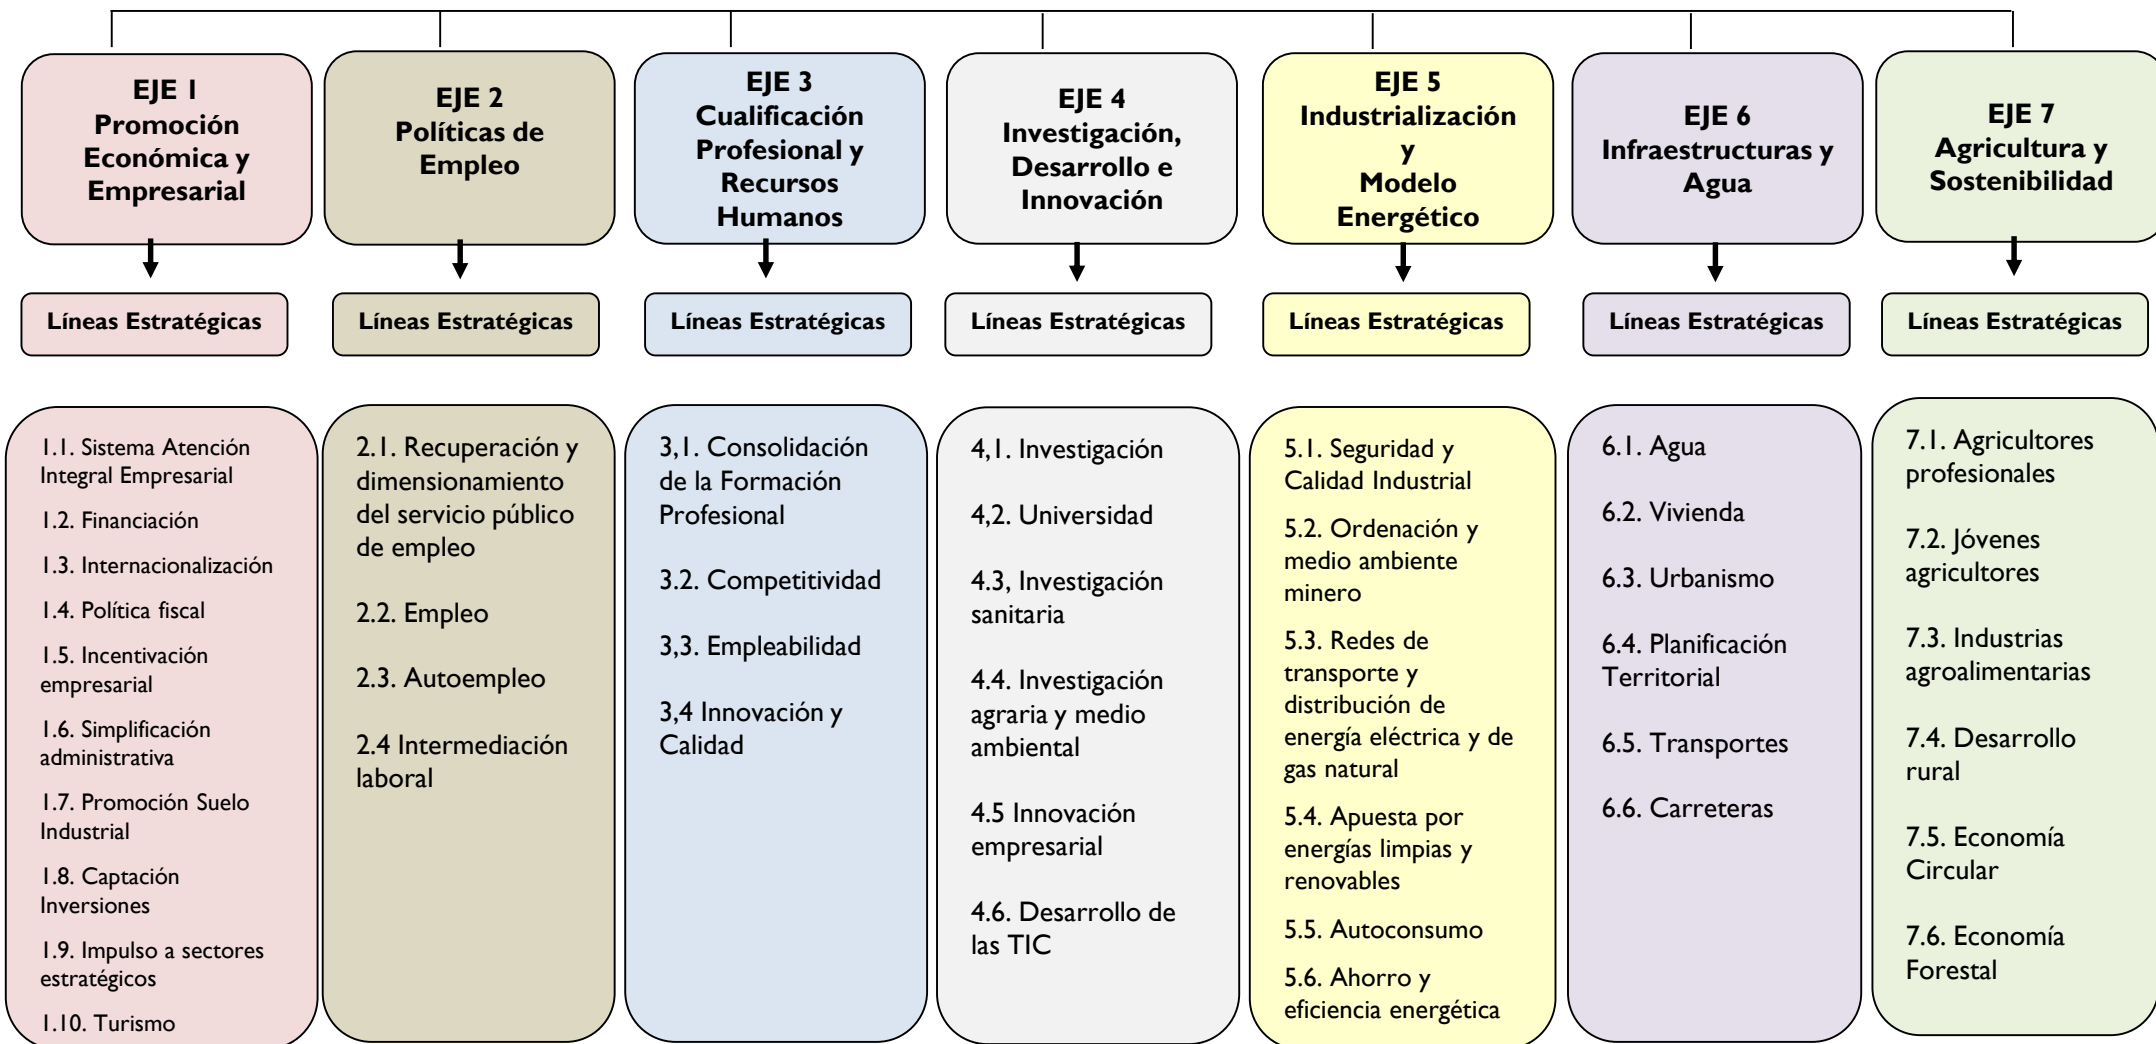 EJE 1
Promoción
Económica y
Empresarial
EJE 2
Políticas de
Empleo
EJE 3
Cualificación
Profesional y
Recursos
Humanos
EJE 4
Investigación,
Desarrollo e
Innovación
EJE 5
Industrialización
y
Modelo
Energético
EJE 6
Infraestructuras y
Agua
EJE 7
Agricultura y
Sostenibilidad
Líneas Estratégicas
Líneas Estratégicas
Líneas Estratégicas
Líneas Estratégicas
Líneas Estratégicas
Líneas Estratégicas
Líneas Estratégicas
1.1. Sistema Atención
Integral Empresarial
1.2. Financiación
1.3. Internacionalización
1.4. Política fiscal
1.5. Incentivación
empresarial
1.6. Simplificación
administrativa
1.7. Promoción Suelo
Industrial
1.8. Captación
Inversiones
1.9. Impulso a sectores
estratégicos
1.10. Turismo
2.1. Recuperación y
dimensionamiento
del servicio público
de empleo
2.2. Empleo
2.3. Autoempleo
2.4 Intermediación
laboral
3,1. Consolidación
de la Formación
Profesional
3.2. Competitividad
3,3. Empleabilidad
3,4 Innovación y
Calidad
4,1. Investigación
4,2. Universidad
4.3, Investigación
sanitaria
4.4. Investigación
agraria y medio
ambiental
4.5 Innovación
empresarial
4.6. Desarrollo de
las TIC
5.1. Seguridad y
Calidad Industrial
5.2. Ordenación y
medio ambiente
minero
5.3. Redes de
transporte y
distribución de
energía eléctrica y de
gas natural
5.4. Apuesta por
energías limpias y
renovables
5.5. Autoconsumo
5.6. Ahorro y
eficiencia energética
6.1. Agua
6.2. Vivienda
6.3. Urbanismo
6.4. Planificación
Territorial
6.5. Transportes
6.6. Carreteras
7.1. Agricultores
profesionales
7.2. Jóvenes
agricultores
7.3. Industrias
agroalimentarias
7.4. Desarrollo
rural
7.5. Economía
Circular
7.6. Economía
Forestal